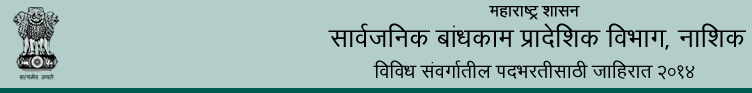 महाराष्ट्र शासन
सार्वजनिक बांधकाम प्रादेशिक विभाग, नाशिक
विविध संवर्गातील पदभरतीसाठी जाहिरात २०१४
सत्यमेव जयते